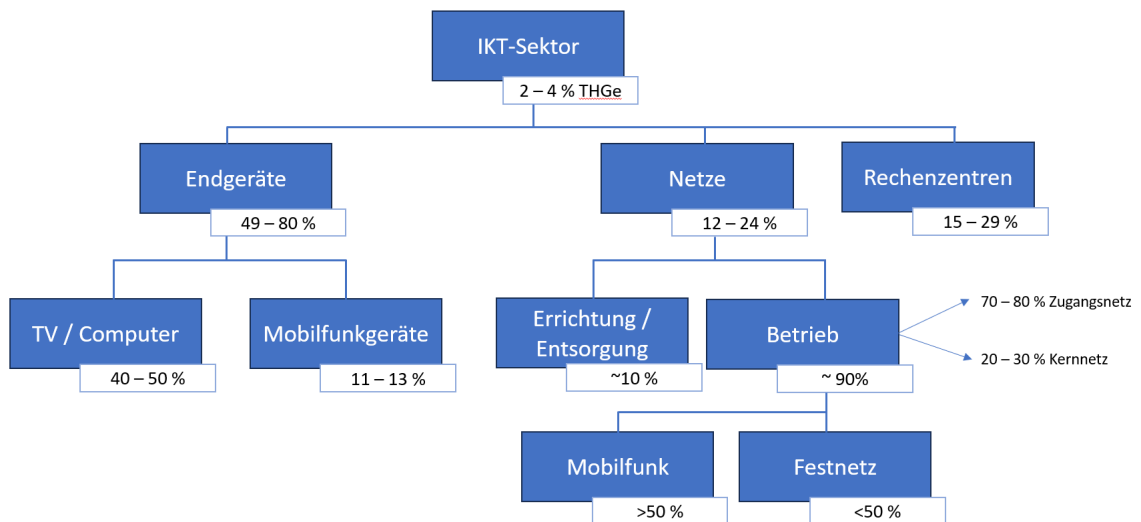 IKT-Sektor
2 – 4 % THGe
Endgeräte
49 – 80 %
Netze
12 – 24 %
Rechenzentren
15 – 29 %
TV / Computer
40 – 50 %
Mobilfunkgeräte
11 – 13 %
Errichtung /
Entsorgung
~10 %
Betrieb
~ 90%
70 – 80 % Zugangsnetz
20 – 30 % Kernnetz
Mobilfunk
>50 %
Festnetz
<50 %